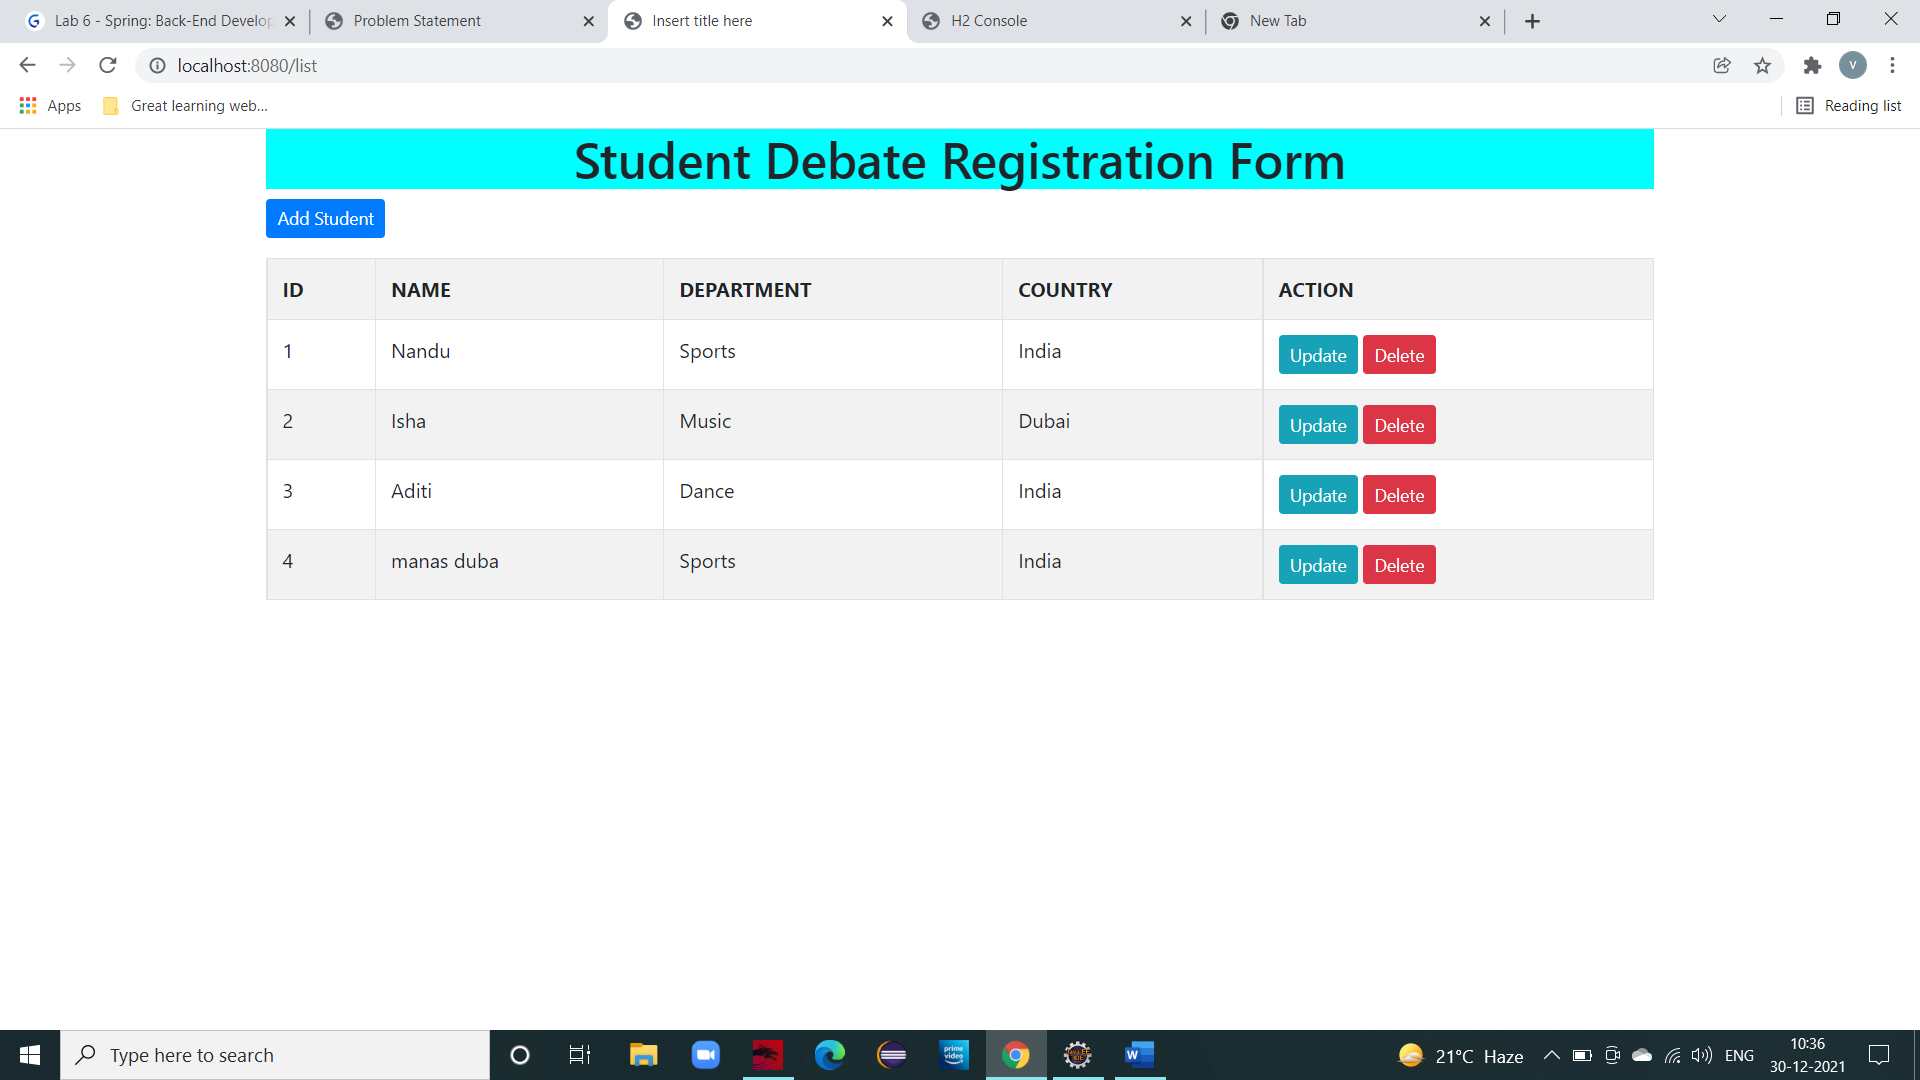 Lab 6 - Spring: Back-End Develop
Problem Statement
Insert title here
H2 Console
New Tab
localhost:8080/list
V
Apps
Great learning web...
Reading list
Student Debate Registration Form
Add Student
ID NAME DEPARTMENT COUNTRY ACTION
1 Nandu Sports India Update Delete
2 Isha Music Dubai Update Delete
3 Aditi Dance India Update Delete
4 manas duba Sports India Update Delete
Type here to search
prime video
W
21°C Haze
ENG
10:36
30-12-2021